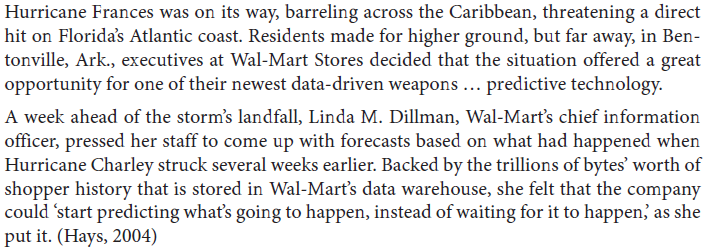 Hurricane Frances was on its way, barreling across the Caribbean, threatening a direct
hit on Florida’s Atlantic coast. Residents made for higher ground, but far away, in Ben-
tonville, Ark., executives at Wal-Mart Stores decided that the situation offered a great
opportunity for one of their newest data-driven weapons … predictive technology.
A week ahead of the storm’s landfall, Linda M. Dillman, Wal-Mart’s chief information
officer, pressed her staff to come up with forecasts based on what had happened when
Hurricane Charley struck several weeks earlier. Backed by the trillions of bytes’ worth of
shopper history that is stored in Wal-Mart’s data warehouse, she felt that the company
could ‘start predicting what’s going to happen, instead of waiting for it to happen,’ as she
put it. (Hays, 2004)